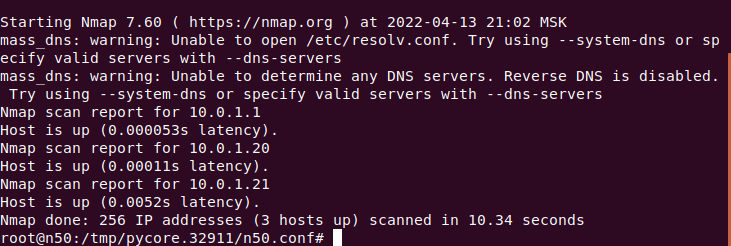 Starting Nmap 7.60 ( https://nmap.org ) at 2022-04-13 21:02 MSK
mass_dns: warning: Unable to open /etc/resolv.conf. Try using --system-dns or sp
ecify valid servers with --dns-servers
mass_dns: warning: Unable to determine any DNS servers. Reverse DNS is disabled.
 Try using --system-dns or specify valid servers with --dns-servers
Nmap scan report for 10.0.1.1
Host is up (0.000053s latency).
Nmap scan report for 10.0.1.20
Host is up (0.00011s latency).
Nmap scan report for 10.0.1.21
Host is up (0.0052s latency).
Nmap done: 256 IP addresses (3 hosts up) scanned in 10.34 seconds
root@n50:/tmp/pycore.32911/n50.conf#